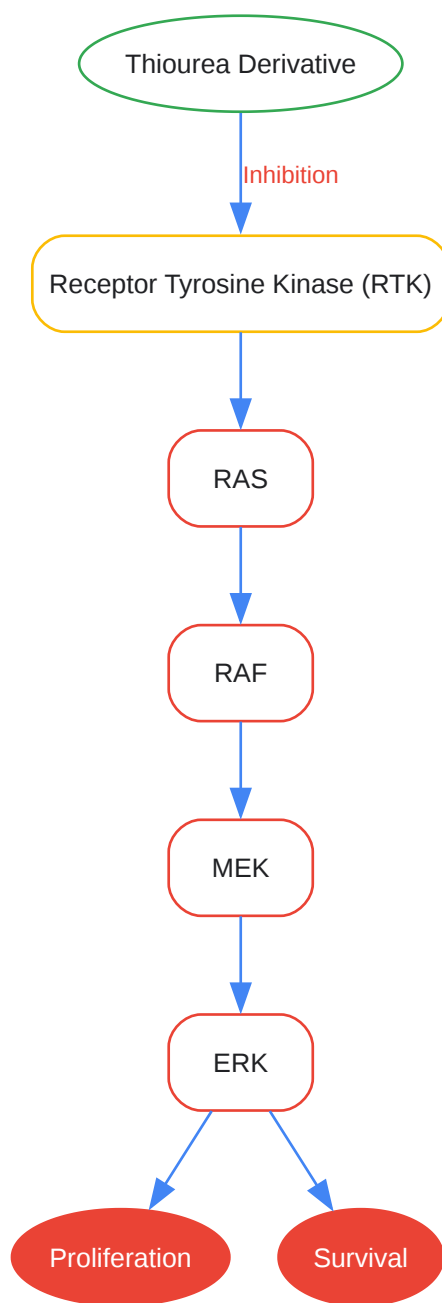 Thiourea Derivative
Inhibition
Receptor Tyrosine Kinase (RTK)
RAS
RAF
MEK
ERK
Proliferation
Survival